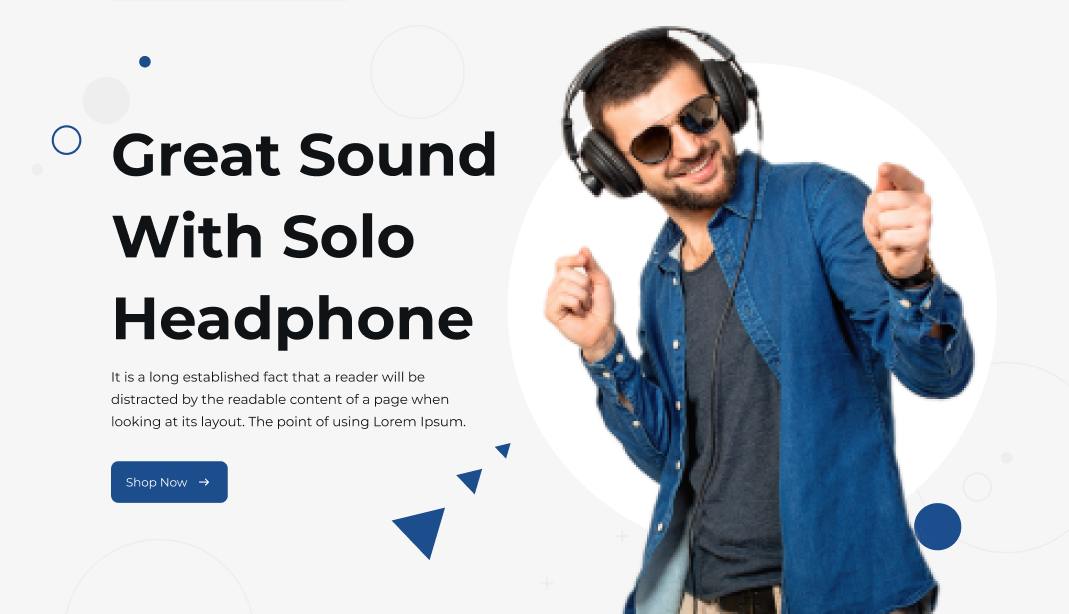 Great Sound
With Solo
Headphone
It is a long established fact that a reader will be
distracted by the readable content of a page when
looking at its layout. The point of using Lorem Ipsum.
Shop Now →